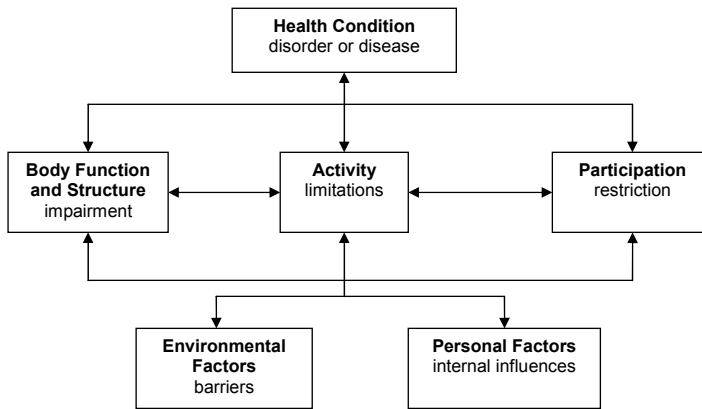 Health Condition
disorder or disease
Body Function
and Structure
impairment
Activity
limitations
Participation
restriction
Environmental
Factors
barriers
Personal Factors
internal influences